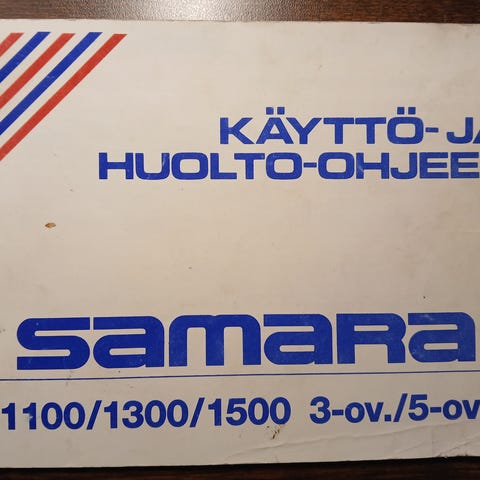 KÄYTTÖ- JA
HUOLTO-OHJEE
samara
1100/1300/1500 3-ov./5-ov